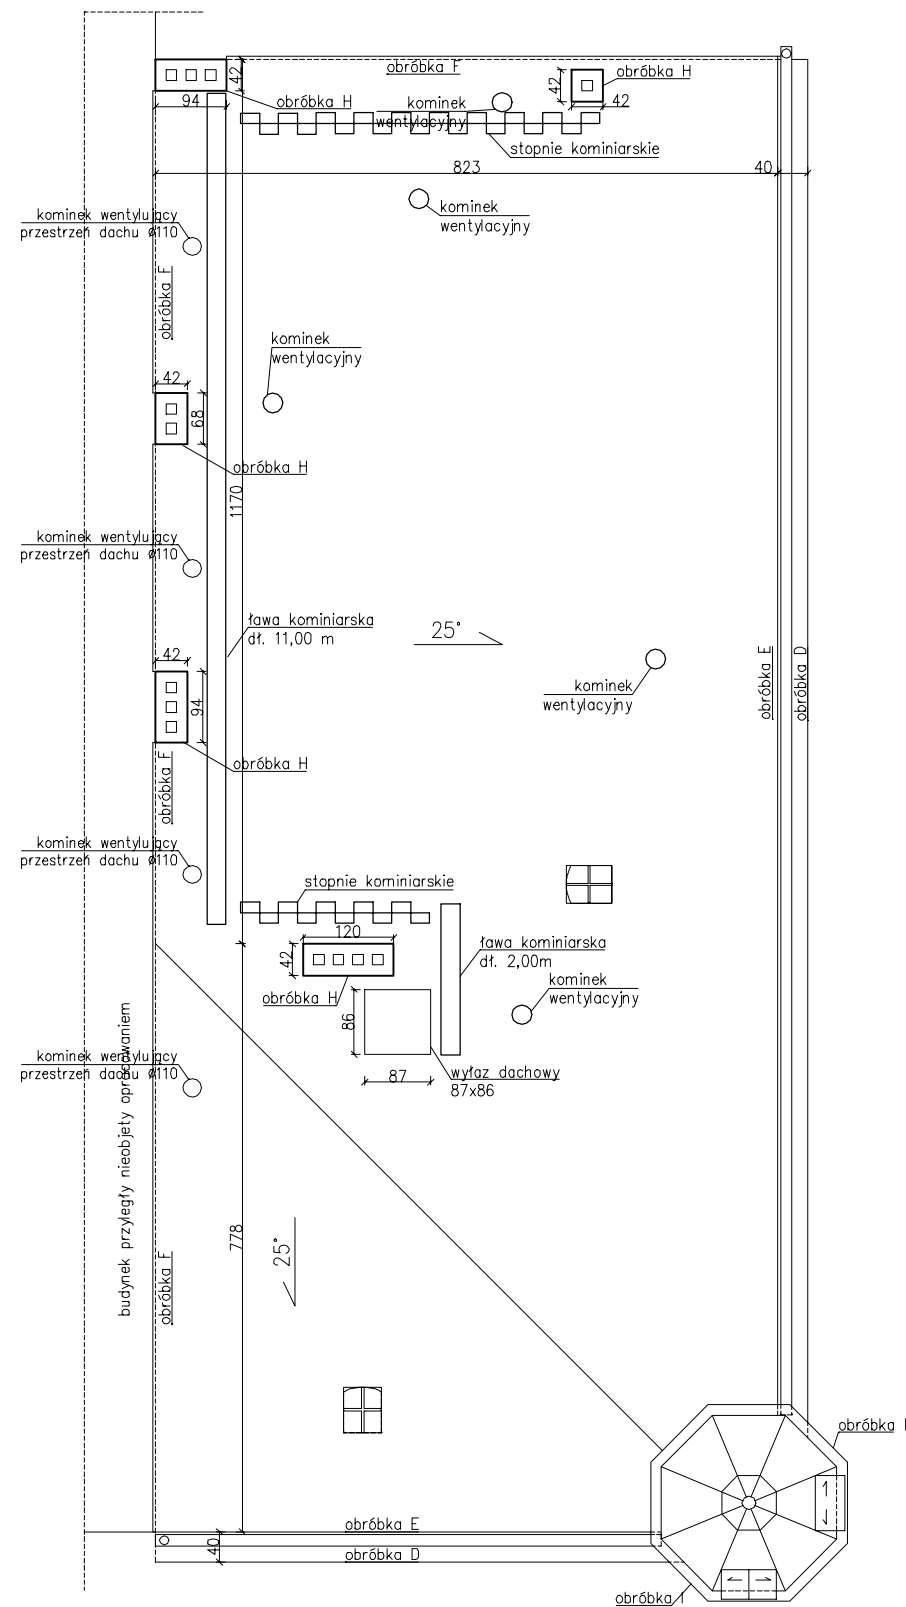 obróbka F
42
42
obróbka H
94
obróbka H
kominek
wentylacyjny
42
stopnie kominiarskie
823
40
kominek wentylujący
przestrzeń dachu ø110
kominek
wentylacyjny
obróbka F
kominek
wentylacyjny
42
68
obróbka H
1170
kominek wentylujący
przestrzeń dachu ø110
ława kominiarska
dł. 11,00 m
25°
42
94
kominek
wentylacyjny
obróbka E
obróbka D
obróbka H
obróbka F
kominek wentylujący
przestrzeń dachu ø110
stopnie kominiarskie
120
42
ława kominiarska
dł. 2,00m
obróbka H
kominek
wentylacyjny
86
87
wyłaz dachowy
87x86
kominek wentylujący
przestrzeń dachu ø110
budynek przyległy nieobjety opracowaniem
778
25°
obróbka F
obróbka
obróbka E
40
obróbka D
obróbka I